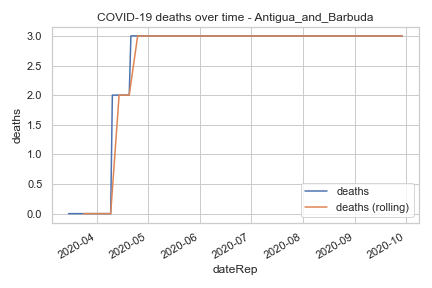 COVID-19 deaths over time - Antigua_and_Barbuda
deaths
3.0
2.5
2.0
1.5
1.0
0.5
0.0
deaths
deaths (rolling)
2020-04
2020-05
2020-06
2020-07
2020-08
2020-09
2020-10
dateRep